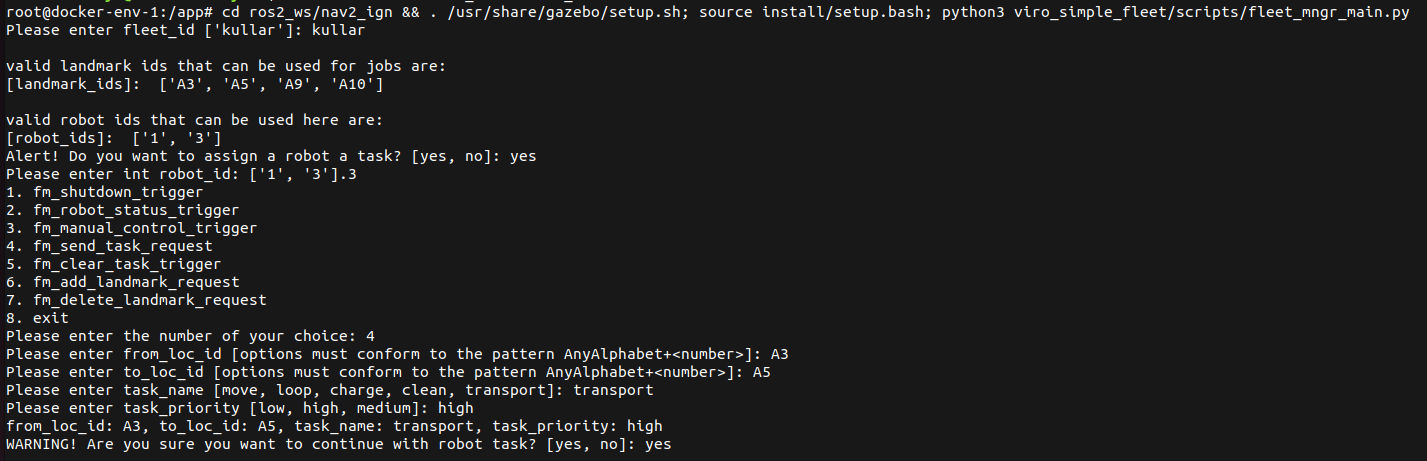 root@docker-env-1:/app# cd ros2_ws/nav2_ign && . /usr/share/gazebo/setup.sh; source install/setup.bash; python3 viro_simple_fleet/scripts/fleet_mngr_main.py
Please enter fleet_id ['kullar']: kullar
valid landmark ids that can be used for jobs are:
[landmark_ids]:  ['A3', 'A5', 'A9', 'A10']
valid robot ids that can be used here are:
[robot_ids]:  ['1', '3']
Alert! Do you want to assign a robot a task? [yes, no]: yes
Please enter int robot_id: ['1', '3'].3
1. fm_shutdown_trigger
2. fm_robot_status_trigger
3. fm_manual_control_trigger
4. fm_send_task_request
5. fm_clear_task_trigger
6. fm_add_landmark_request
7. fm_delete_landmark_request
8. exit
Please enter the number of your choice: 4
Please enter from_loc_id [options must conform to the pattern AnyAlphabet+<number>]: A3
Please enter to_loc_id [options must conform to the pattern AnyAlphabet+<number>]: A5
Please enter task_name [move, loop, charge, clean, transport]: transport
Please enter task_priority [low, high, medium]: high
from_loc_id: A3, to_loc_id: A5, task_name: transport, task_priority: high
WARNING! Are you sure you want to continue with robot task? [yes, no]: yes